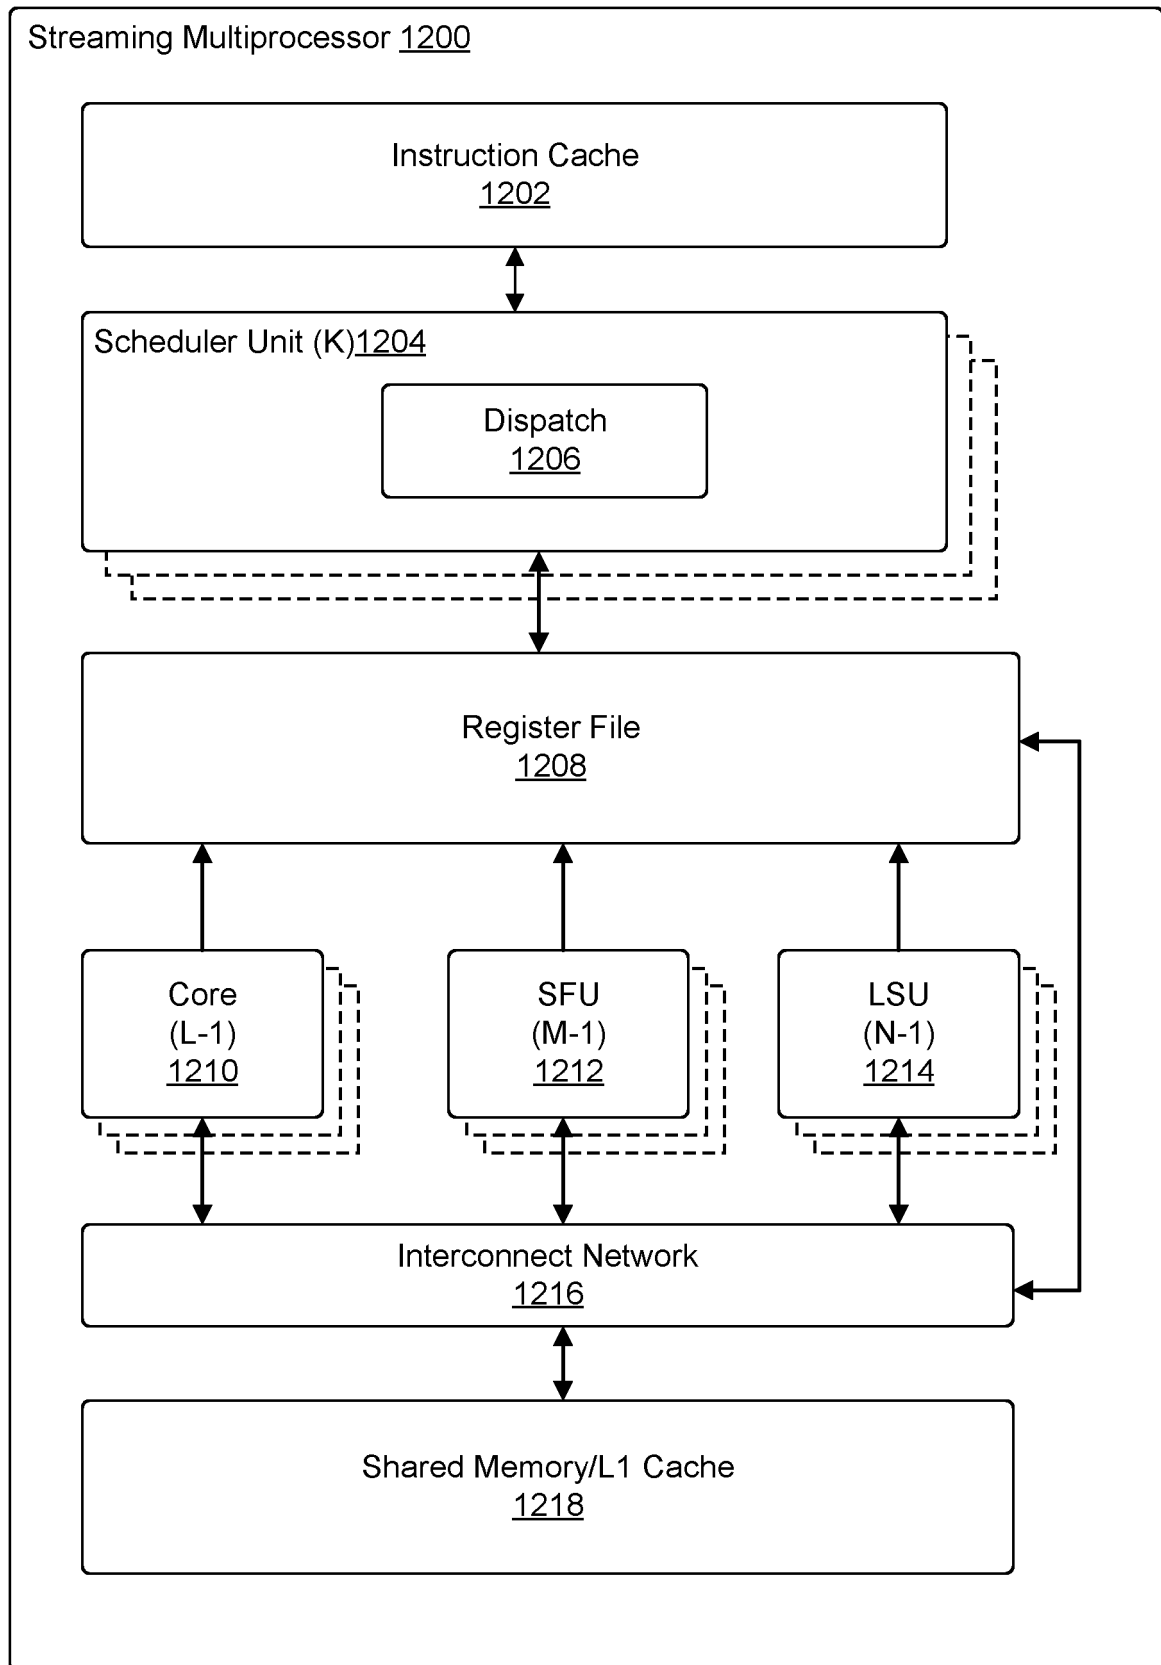 Streaming Multiprocessor 1200
Instruction Cache
1202
Scheduler Unit (K)1204
Dispatch
1206
Register File
1208
Core
(L-1)
1210
SFU
(M-1)
1212
LSU
(N-1)
1214
Interconnect Network
1216
Shared Memory/L1 Cache
1218